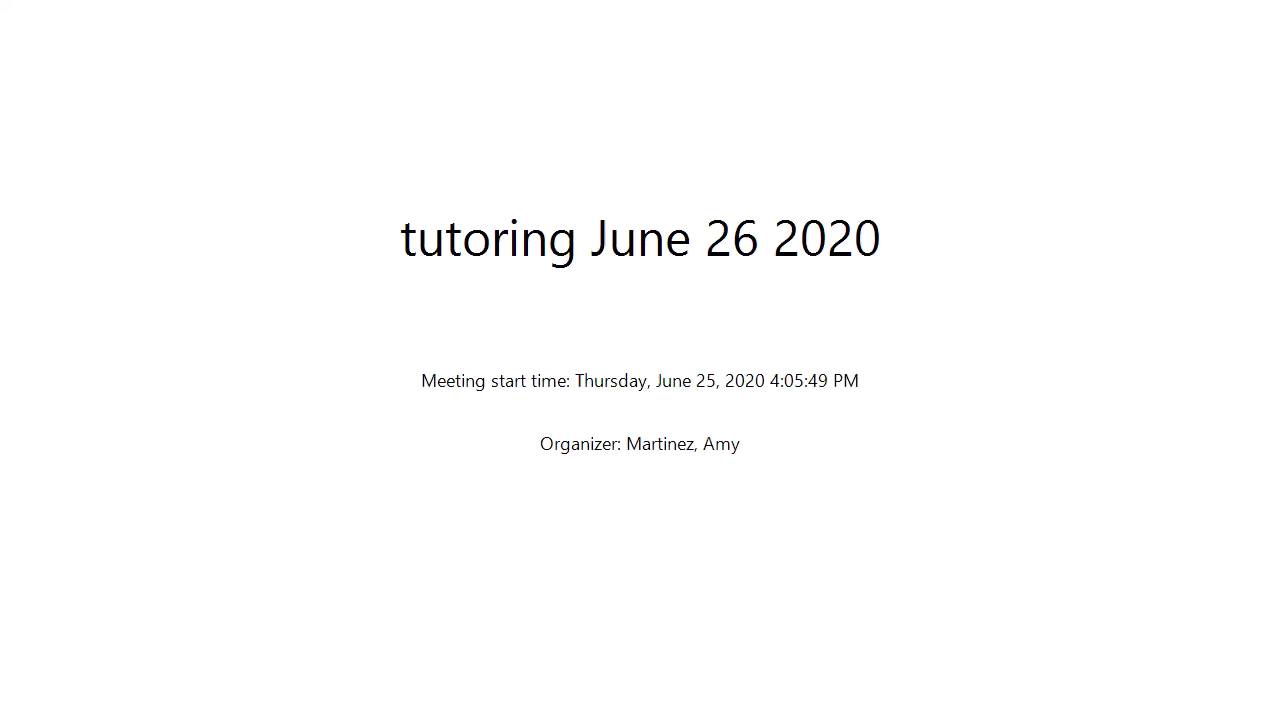 tutoring June 26 2020
Meeting start time: Thursday, June 25, 2020 4:05:49 PM
Organizer: Martinez, Amy